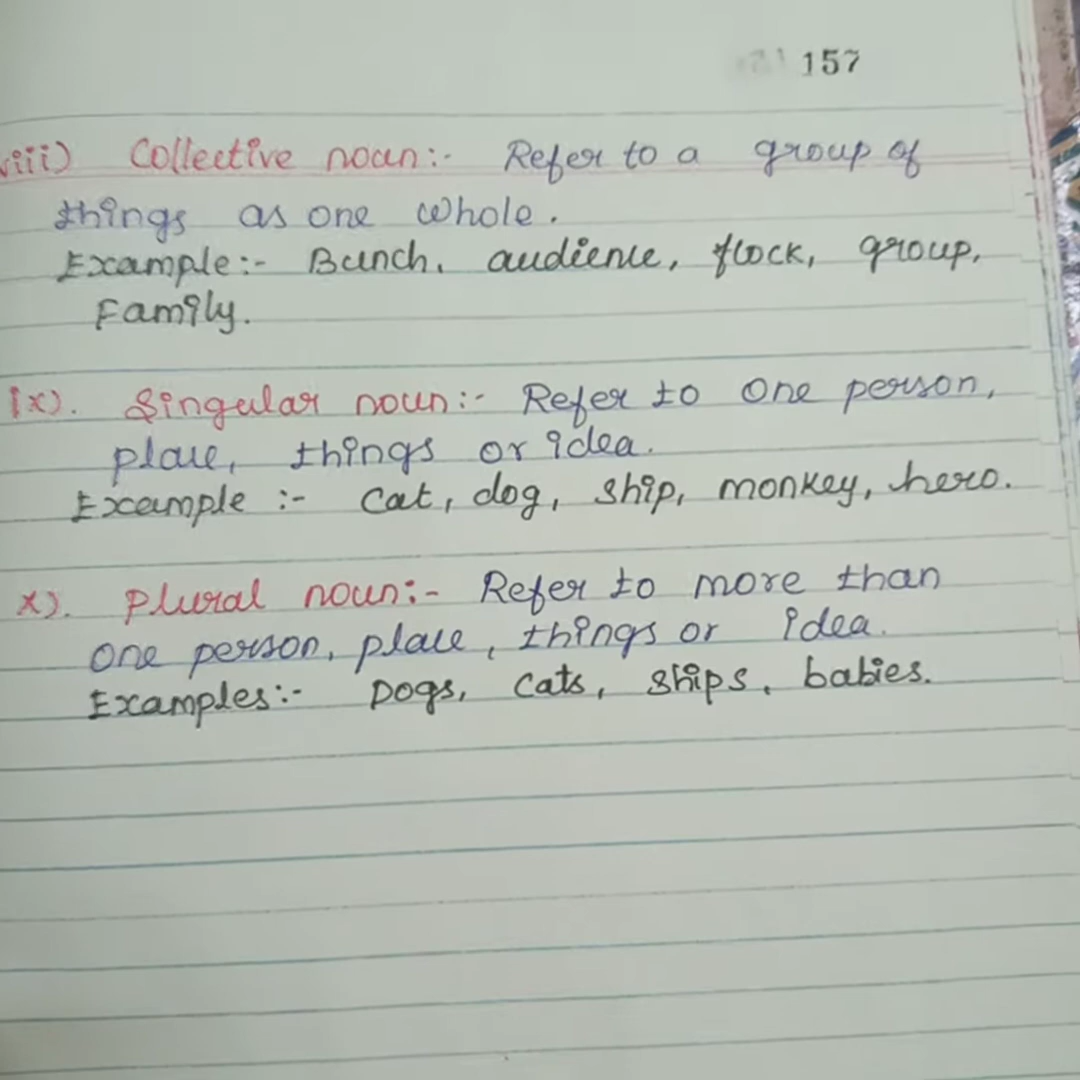 157
viii) Collective noun:- Refer to a group of
things as one whole.
Example:- Bunch, audience, flock, group,
Family.
ix). Singular noun:- Refer to one person,
place, things or idea.
Example :- Cat, dog, ship, monkey, hero.
x). Plural noun:- Refer to more than
one person, place, things or idea.
Examples:- Dogs, Cats, ships, babies.